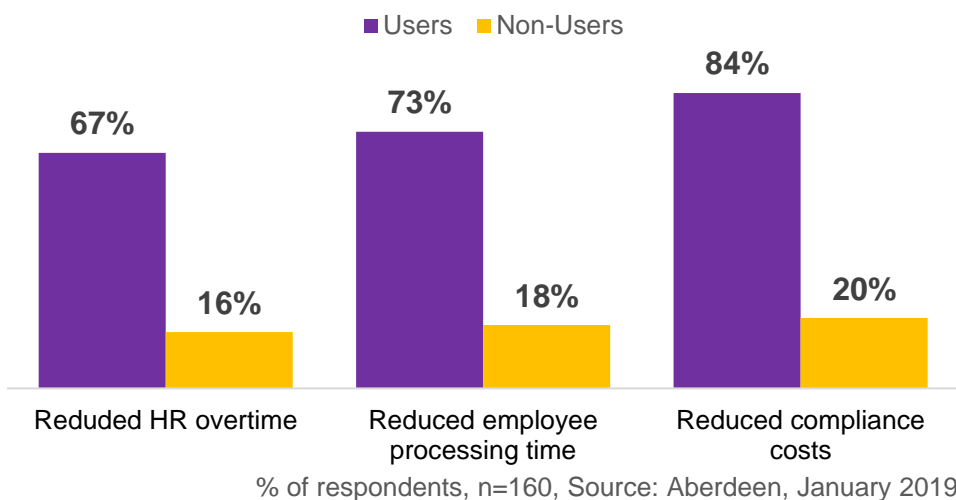 Users Non-Users
84%
73%
67%
20%
18%
16%
Reduded HR overtime
Reduced employee
processing time
Reduced compliance
costs
% of respondents, n=160, Source: Aberdeen, January 2019